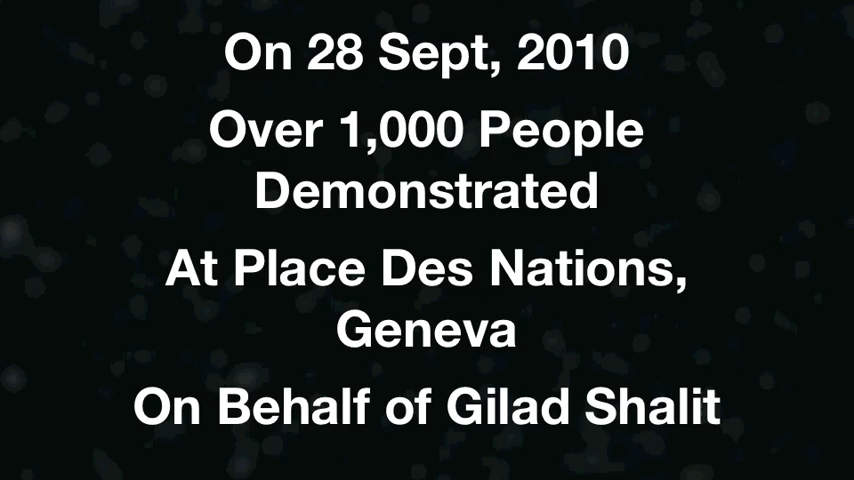 On 28 Sept, 2010
Over 1,000 People
Demonstrated
At Place Des Nations,
Geneva
On Behalf of Gilad Shalit